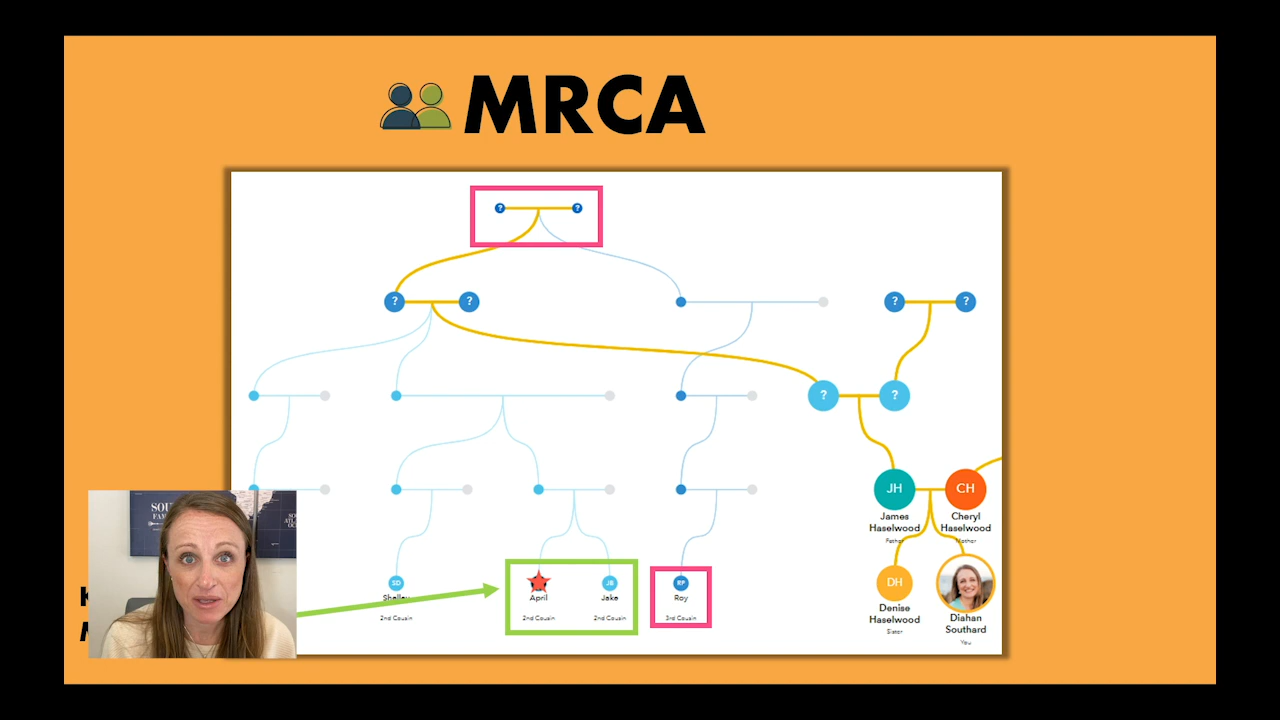 MRCA
?
?
?
?
?
?
?
?
JH
CH
James
Haselwood
Father
Cheryl
Haselwood
Mother
SD
Shelley
2nd Cousin
April
2nd Cousin
JB
Jake
2nd Cousin
RP
Roy
3rd Cousin
DH
Denise
Haselwood
Sister
Diahan
Southard
You
SOU